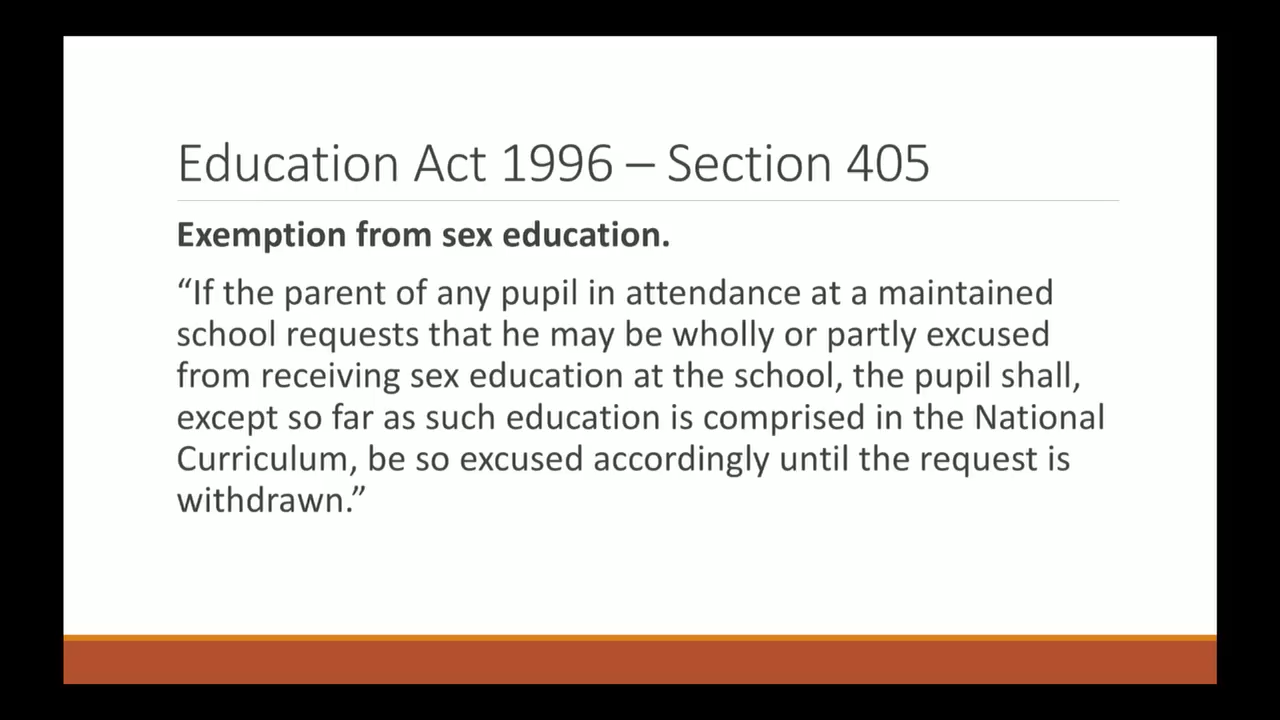 Education Act 1996 – Section 405
Exemption from sex education.
“If the parent of any pupil in attendance at a maintained
school requests that he may be wholly or partly excused
from receiving sex education at the school, the pupil shall,
except so far as such education is comprised in the National
Curriculum, be so excused accordingly until the request is
withdrawn.”